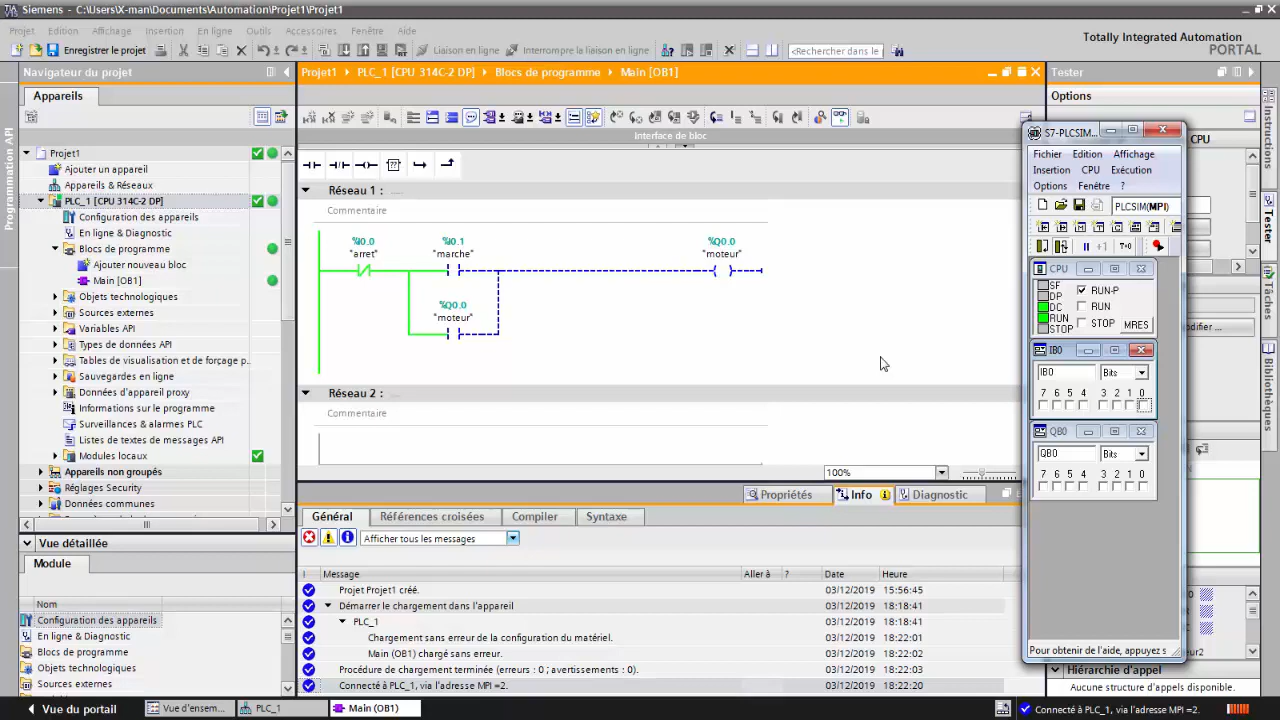 Siemens - C:\Users\X-man\Documents\Automation\Projet1\Projet1
Projet Edition Affichage Insertion En ligne Outils Accessoires Fenêtre Aide
Totally Integrated Automation
PORTAL
Enregistrer le projet
Liaison en ligne
Interrompre la liaison en ligne
<Rechercher dans le
Navigateur du projet
Projet1 PLC_1 [CPU 314C-2 DP] Blocs de programme Main [OB1]
Tester
Appareils
Options
Programmation API
Interface de bloc
Projet1
Ajouter un appareil
Appareils & Réseaux
PLC_1 [CPU 314C-2 DP]
Configuration des appareils
En ligne & Diagnostic
Blocs de programme
Ajouter nouveau bloc
Main [OB1]
Objets technologiques
Sources externes
Variables API
Types de données API
Tables de visualisation et de forçage p.
Sauvegardes en ligne
Données d'appareil proxy
Informations sur le programme
Surveillances & alarmes PLC
Listes de textes de messages API
Modules locaux
Appareils non groupés
Réglages Security
Données communes
Vue détaillée
Module
Nom
Configuration des appareils
En ligne & Diagnostic
Blocs de programme
Objets technologiques
Sources externes
Réseau 1 : ....
Commentaire
%I0.0 %I0.1 %Q0.0
"arret" "marche" "moteur"
%Q0.0
"moteur"
Réseau 2 : ....
Commentaire
100%
Propriétés Info Diagnostic
Général Références croisées Compiler Syntaxe
Afficher tous les messages
! Message Aller à ? Date Heure
Projet Projet1 créé. 03/12/2019 15:56:45
Démarrer le chargement dans l'appareil 03/12/2019 18:18:41
PLC_1 03/12/2019 18:18:41
Chargement sans erreur de la configuration du matériel. 03/12/2019 18:22:01
Main (OB1) chargé sans erreur. 03/12/2019 18:22:02
Procédure de chargement terminée (erreurs : 0 ; avertissements : 0). 03/12/2019 18:22:03
Connecté à PLC_1, via l'adresse MPI =2. 03/12/2019 18:22:20
S7-PLCSIM...
CPU
Fichier Edition Affichage
Insertion CPU Exécution
Options Fenêtre ?
PLCSIM(MPI)
CPU
SF
DP
DC
RUN
STOP
RUN-P
RUN
STOP
MRES
IB0
IB0 Bits
7 6 5 4 3 2 1 0
QB0
QB0 Bits
7 6 5 4 3 2 1 0
Pour obtenir de l'aide, appuyez s
Instructions
Tester
Tâches
Bibliothèques
Hiérarchie d'appel
Aucune structure d'appels disponible.
Vue du portail
Vue d'ensem...
PLC_1
Main (OB1)
Connecté à PLC_1, via l'adresse MPI =2.